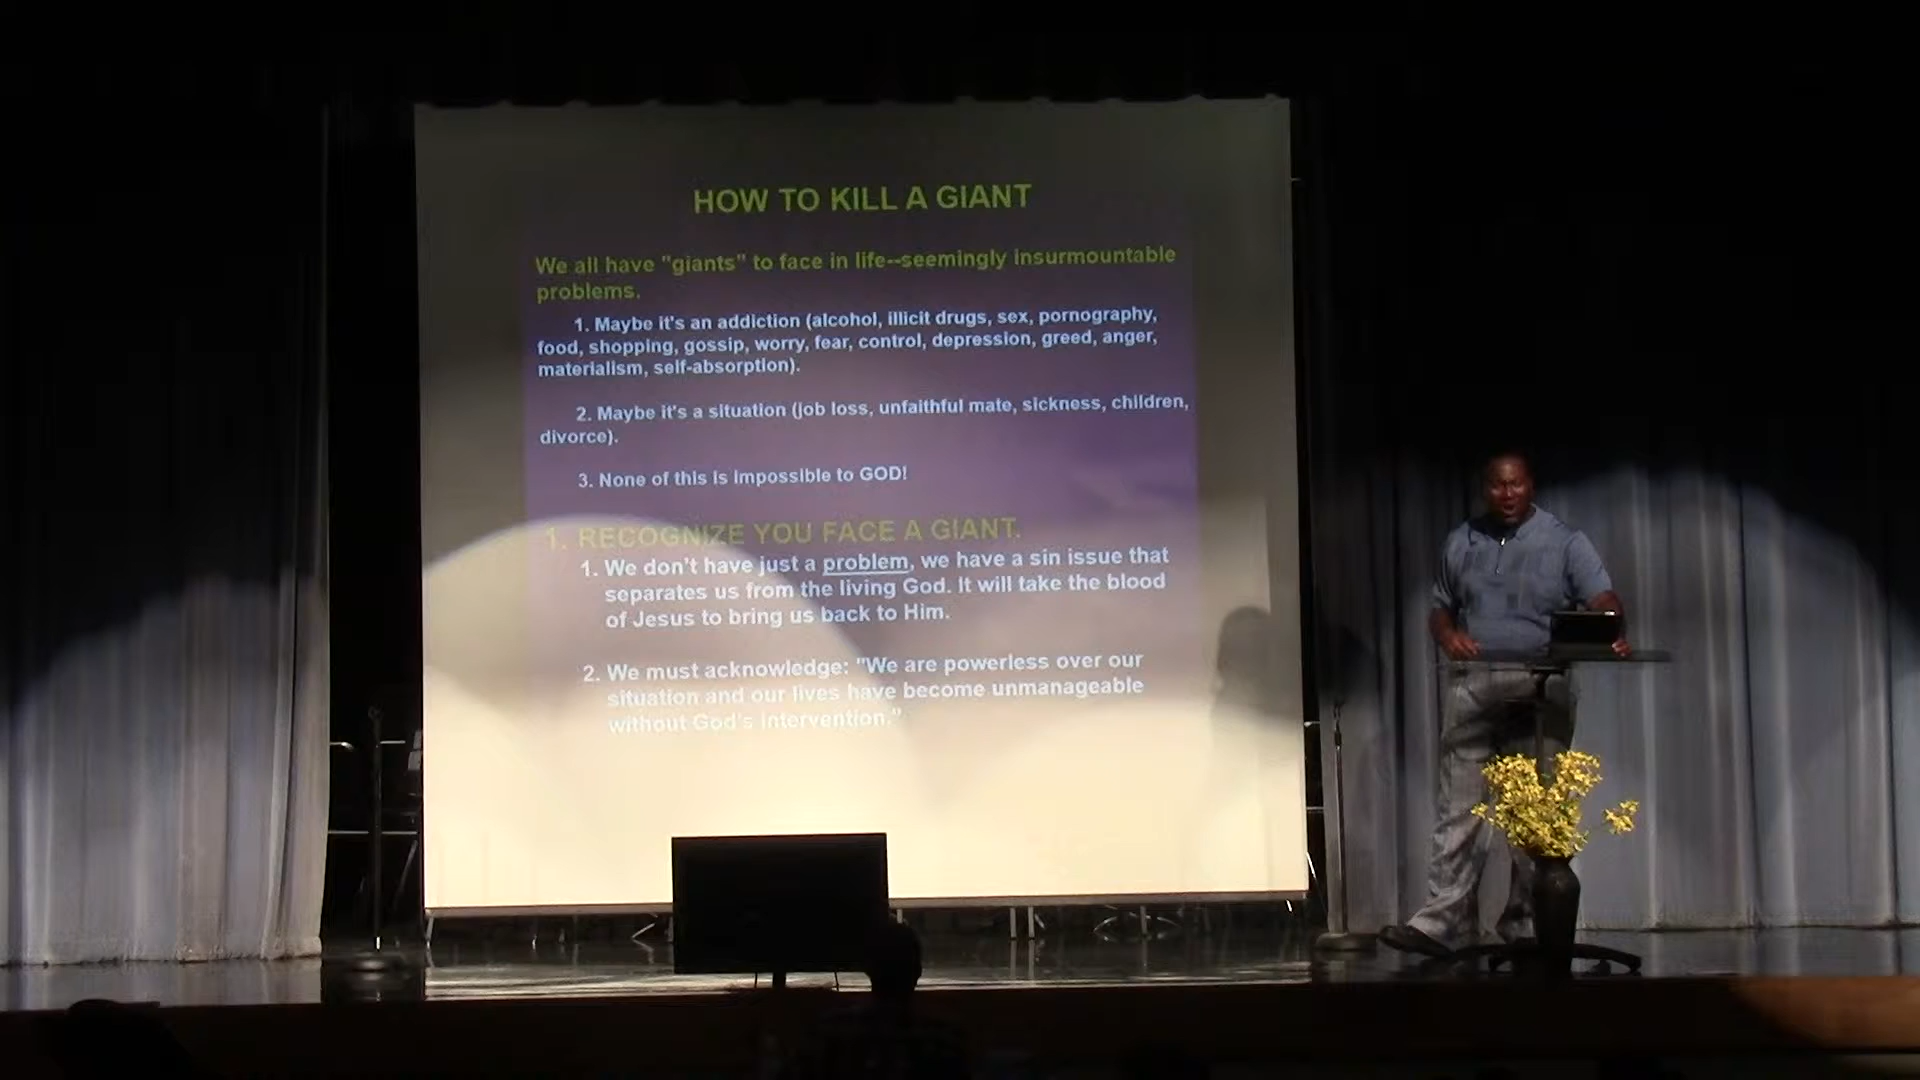 HOW TO KILL A GIANT
We all have "giants" to face in life--seemingly insurmountable
problems.
1. Maybe it's an addiction (alcohol, illicit drugs, sex, pornography,
food, shopping, gossip, worry, fear, control, depression, greed, anger,
materialism, self-absorption).
2. Maybe it's a situation (job loss, unfaithful mate, sickness, children,
divorce).
3. None of this is impossible to GOD!
1. RECOGNIZE YOU FACE A GIANT.
1. We don't have just a problem, we have a sin issue that
separates us from the living God. It will take the blood
of Jesus to bring us back to Him.
2. We must acknowledge: "We are powerless over our
situation and our lives have become unmanageable
without God's intervention."